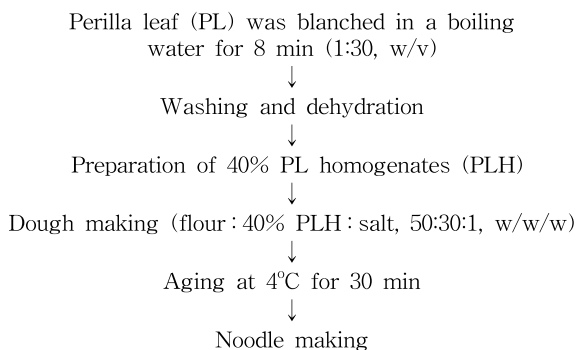 Perilla leaf (PL) was blanched in a boiling
water for 8 min (1:30, w/v)
↓
Washing and dehydration
↓
Preparation of 40% PL homogenates (PLH)
↓
Dough making (flour : 40% PLH : salt, 50:30:1, w/w/w)
↓
Aging at 4°C for 30 min
↓
Noodle making